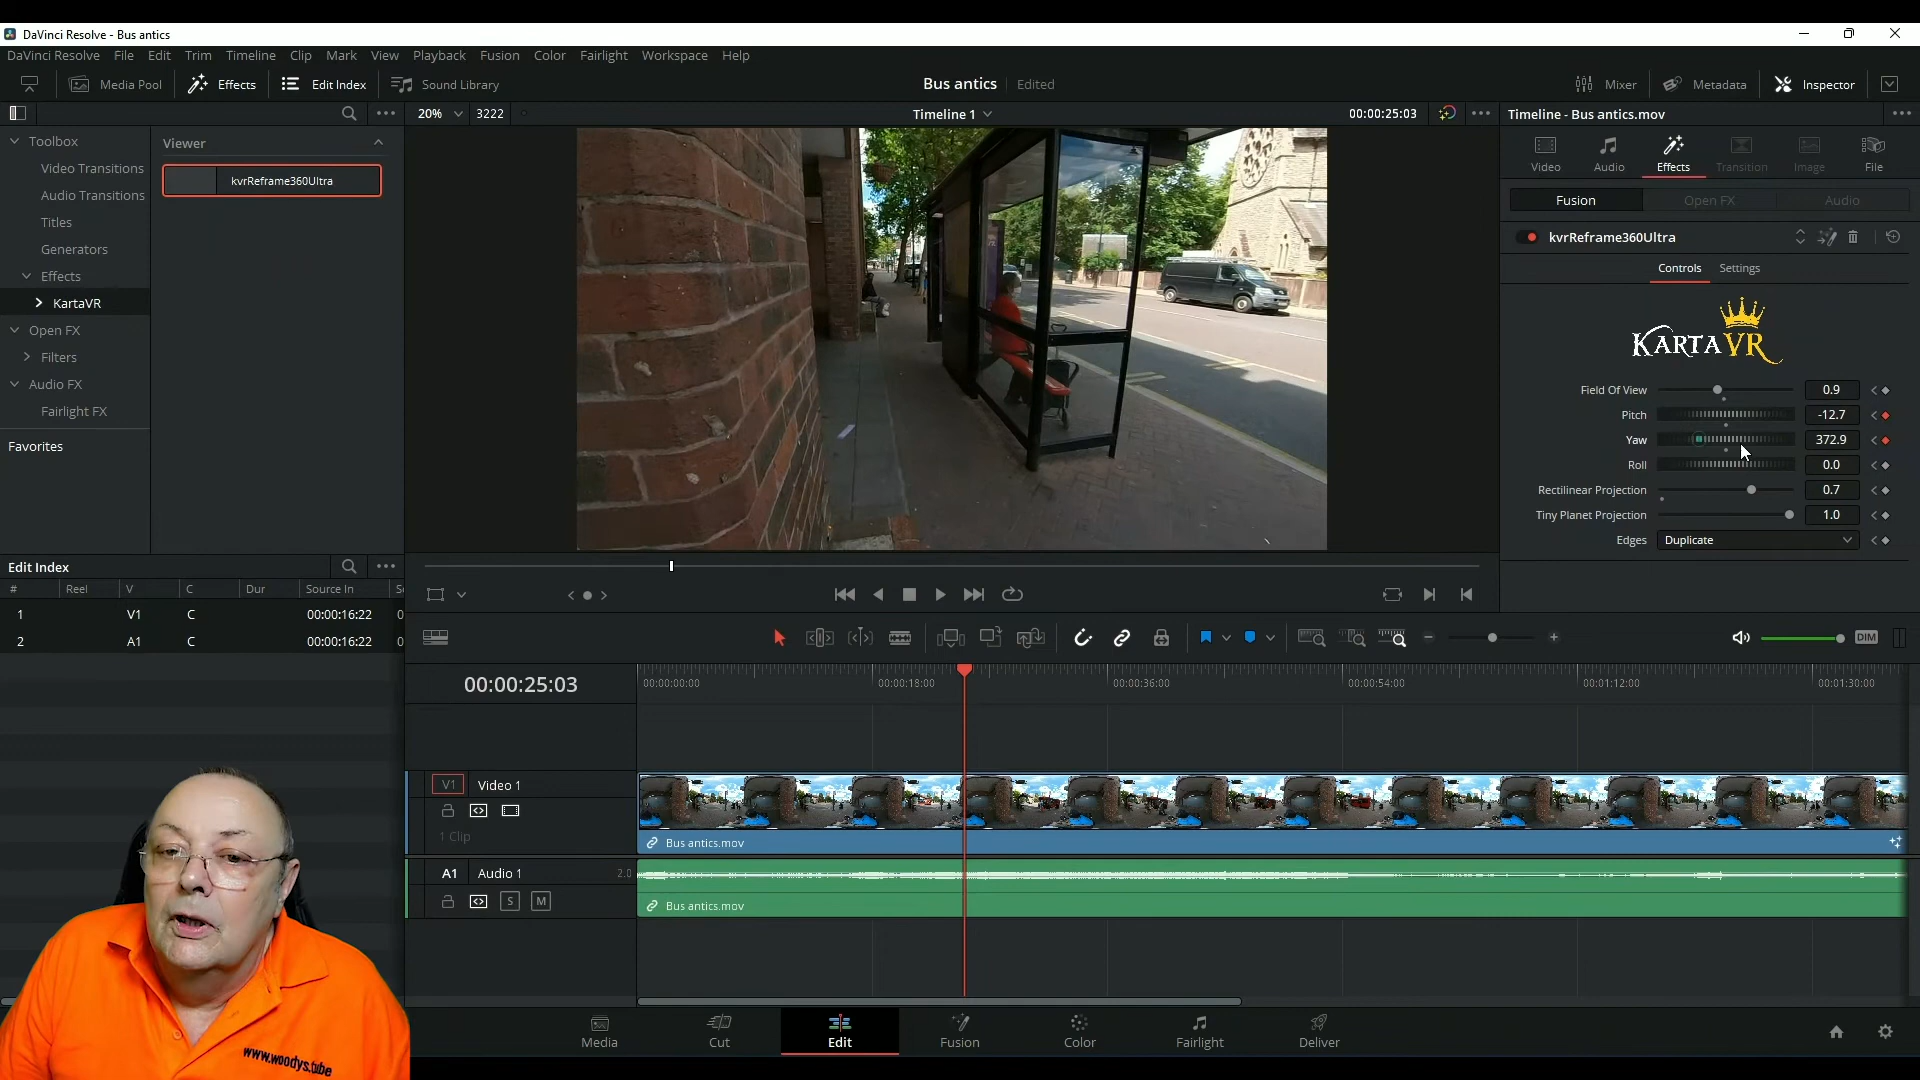 DaVinci Resolve - Bus antics
DaVinci Resolve File Edit Trim Timeline Clip Mark View Playback Fusion Color Fairlight Workspace Help
Media Pool Effects Edit Index Sound Library Bus antics Edited Mixer Metadata Inspector
20% 3222 Timeline 1 00:00:25:03 Timeline - Bus antics.mov
Toolbox
Video Transitions
Audio Transitions
Titles
Generators
Effects
KartaVR
Open FX
Filters
Audio FX
Fairlight FX
Favorites
Viewer
kvrReframe360Ultra
Video Audio Effects Transition Image File
Fusion Open FX Audio
kvrReframe360Ultra
Controls Settings
KARTAVR
Field Of View 0.9
Pitch -12.7
Yaw 372.9
Roll 0.0
Rectilinear Projection 0.7
Tiny Planet Projection 1.0
Edges Duplicate
Edit Index
# Reel V C Dur Source In
1 V1 C 00:00:16:22 0
2 A1 C 00:00:16:22 0
DIM
00:00:25:03
00:00:00:00 00:00:18:00 00:00:36:00 00:00:54:00 00:01:12:00 00:01:30:00
V1 Video 1
1 Clip
Bus antics.mov
A1 Audio 1 2.0
S M
Bus antics.mov
www.woodys.tube
Media Cut Edit Fusion Color Fairlight Deliver